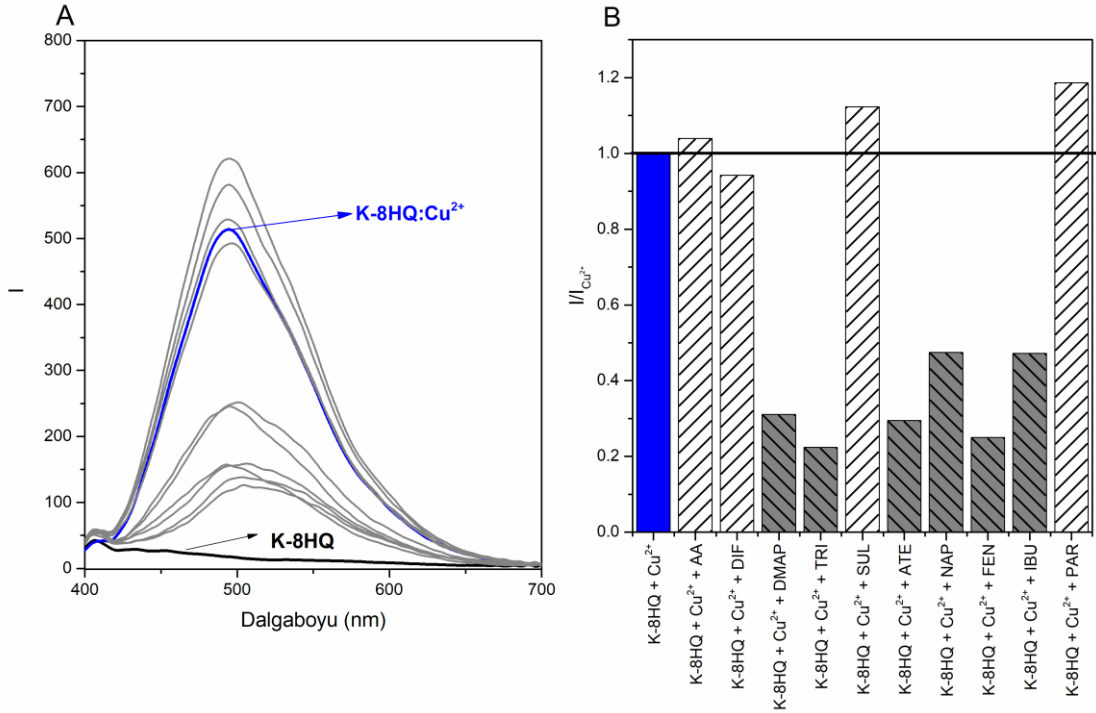 A
800
700
600
500
400
300
200
100
0
I
K-8HQ:Cu²⁺
K-8HQ
400
500
600
700
Dalgaboyu (nm)
B
1.2
1.0
0.8
0.6
0.4
0.2
0.0
I/I_Cu²⁺
K-8HQ + Cu²⁺
K-8HQ + Cu²⁺ + AA
K-8HQ + Cu²⁺ + DIF
K-8HQ + Cu²⁺ + DMAP
K-8HQ + Cu²⁺ + TRI
K-8HQ + Cu²⁺ + SUL
K-8HQ + Cu²⁺ + ATE
K-8HQ + Cu²⁺ + NAP
K-8HQ + Cu²⁺ + FEN
K-8HQ + Cu²⁺ + IBU
K-8HQ + Cu²⁺ + PAR